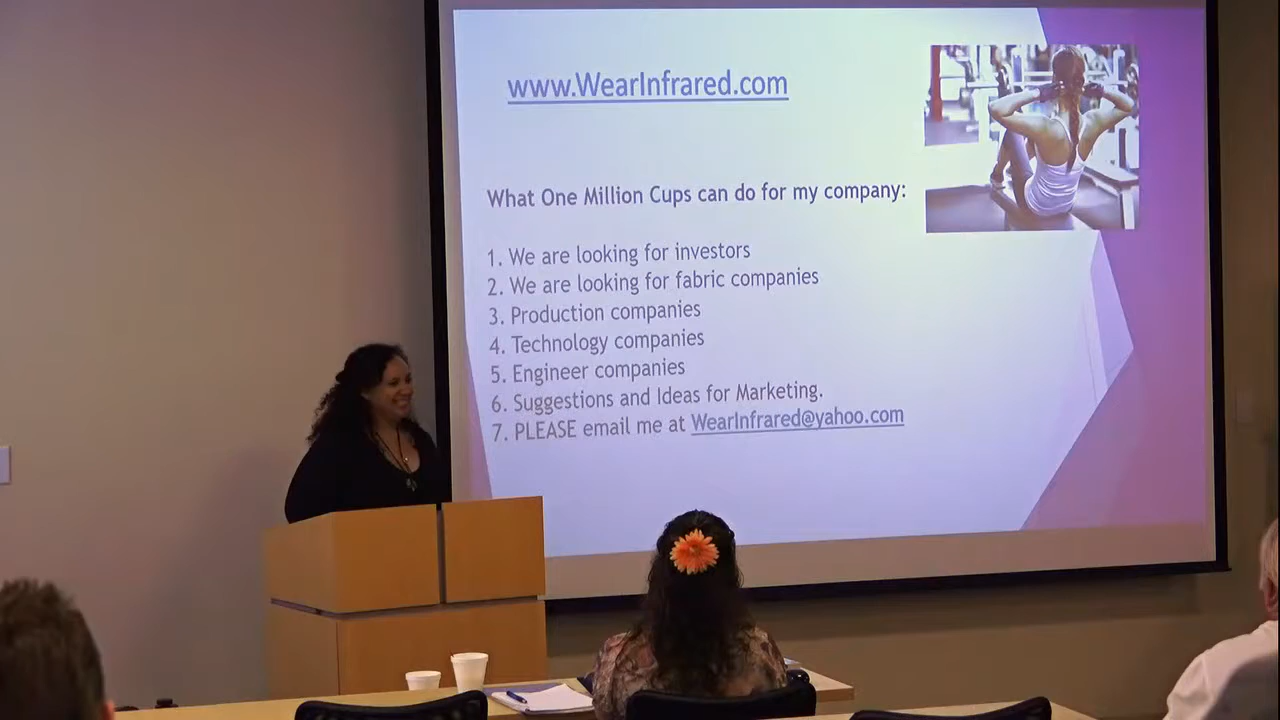 www.WearInfrared.com
What One Million Cups can do for my company:
1. We are looking for investors
2. We are looking for fabric companies
3. Production companies
4. Technology companies
5. Engineer companies
6. Suggestions and Ideas for Marketing.
7. PLEASE email me at WearInfrared@yahoo.com